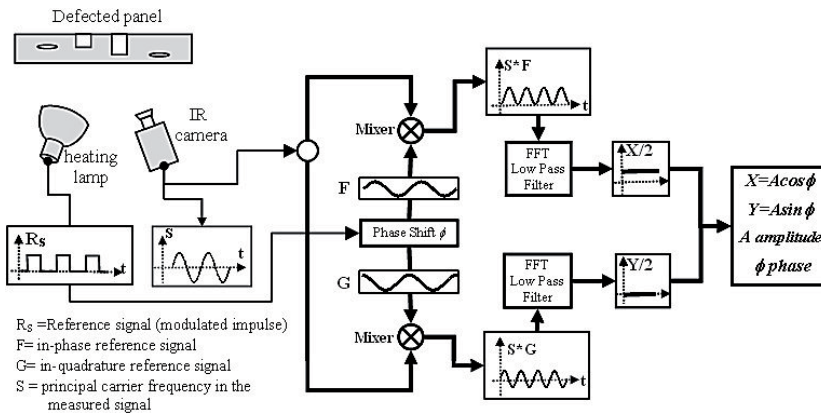 Defected panel
IR
camera
heating
lamp
Rs
t
s
t
Mixer
F
Phase Shift ϕ
G
Mixer
S*F
t
FFT
Low Pass
Filter
X/2
FFT
Low Pass
Filter
Y/2
S*G
t
X=Acosϕ
Y=Asinϕ
A amplitude
ϕ phase
Rs =Reference signal (modulated impulse)
F= in-phase reference signal
G= in-quadrature reference signal
S = principal carrier frequency in the
measured signal